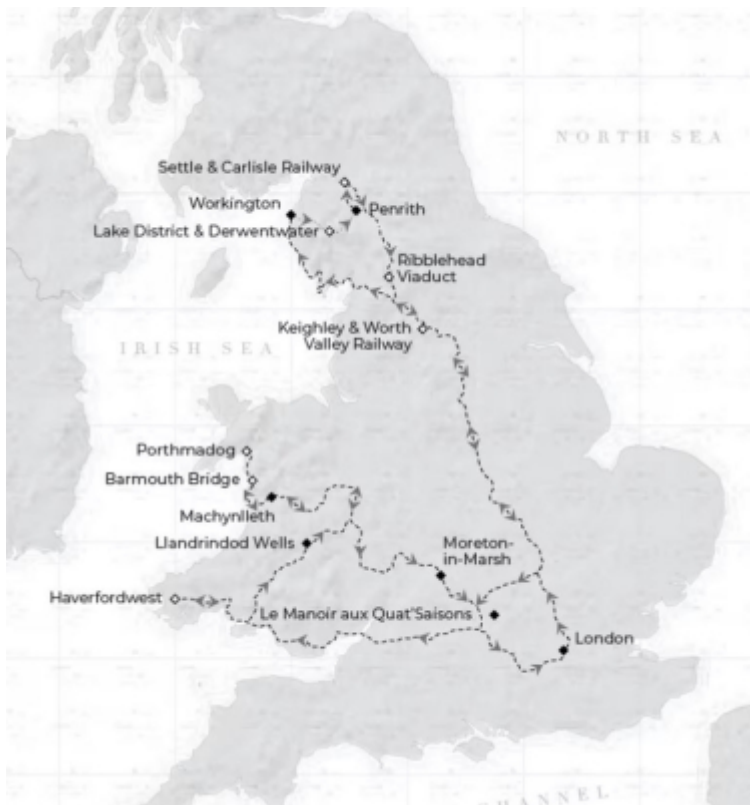 NORTH SEA
Settle & Carlisle Railway
Workington
Penrith
Lake District & Derwentwater
Ribblehead
Viaduct
Keighley & Worth
Valley Railway
IRISH SEA
Porthmadog
Barmouth Bridge
Machynlleth
Llandrindod Wells
Moreton-
in-Marsh
Haverfordwest
Le Manoir aux Quat'Saisons
London
HANNEL